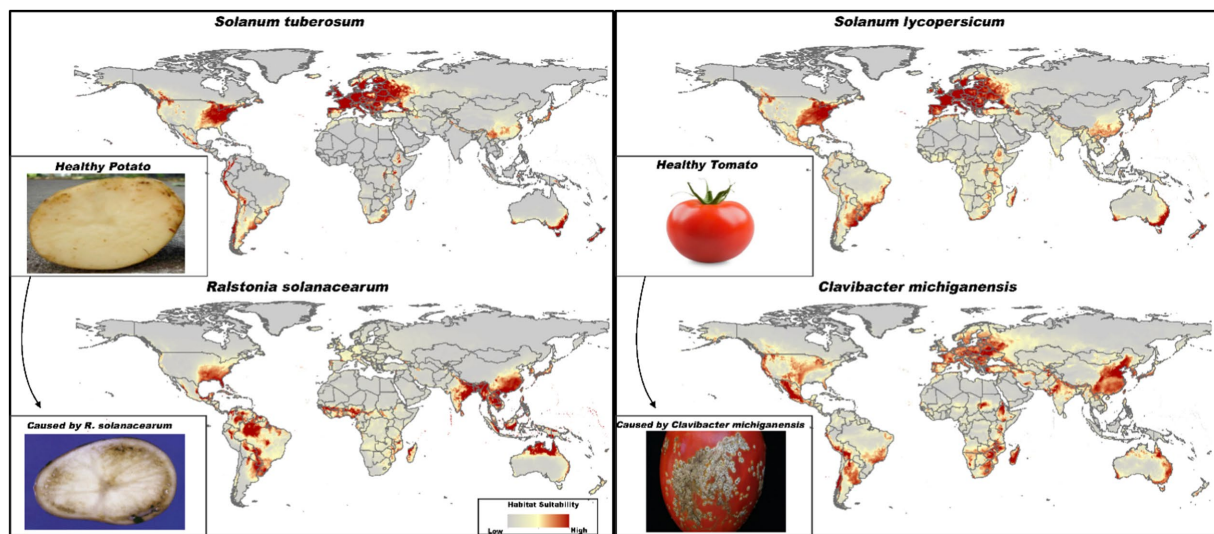 Solanum tuberosum
Healthy Potato
Ralstonia solanacearum
Caused by R. solanacearum
Habitat Suitability
Low
High
Solanum lycopersicum
Healthy Tomato
Clavibacter michiganensis
Caused by Clavibacter michiganensis